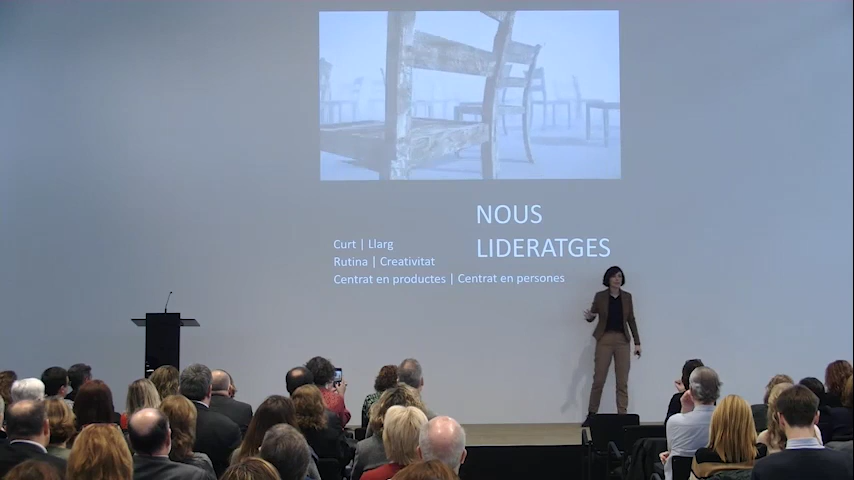 NOUS
LIDERATGES
Curt | Llarg
Rutina | Creativitat
Centrat en productes | Centrat en persones